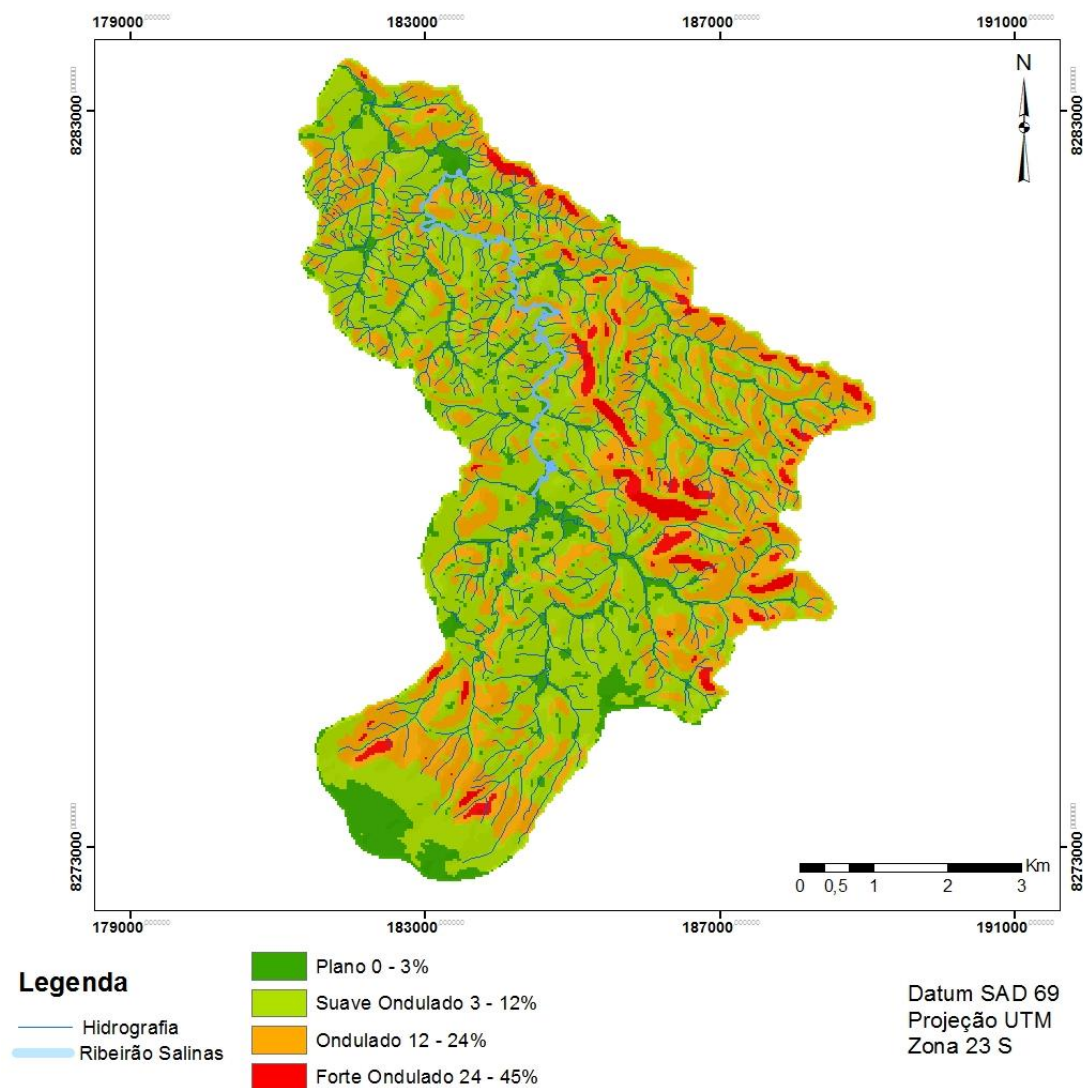 179000 183000 187000 191000
8283000 8283000
N
8273000 8273000
Km
0 0,5 1 2 3
179000 183000 187000 191000
Legenda
Hidrografia
Ribeirão Salinas
Plano 0 - 3%
Suave Ondulado 3 - 12%
Ondulado 12 - 24%
Forte Ondulado 24 - 45%
Datum SAD 69
Projeção UTM
Zona 23 S